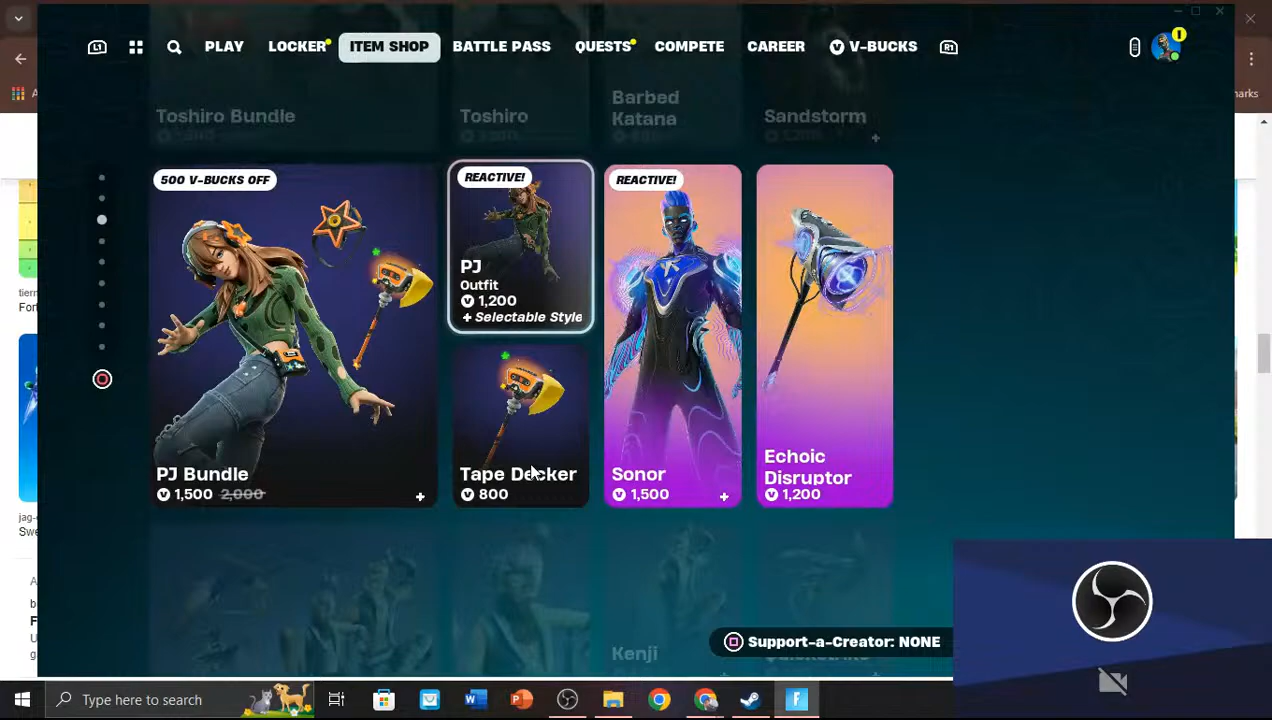 L1
PLAY
LOCKER
ITEM SHOP
BATTLE PASS
QUESTS
COMPETE
CAREER
V-BUCKS
R1
Toshiro Bundle
Toshiro
Barbed
Katana
Sandstorm
500 V-BUCKS OFF
PJ Bundle
1,500 2,000
REACTIVE!
PJ
Outfit
1,200
+ Selectable Style
Tape Decker
800
REACTIVE!
Sonor
1,500
Echoic
Disruptor
1,200
Kenji
Support-a-Creator: NONE
Type here to search